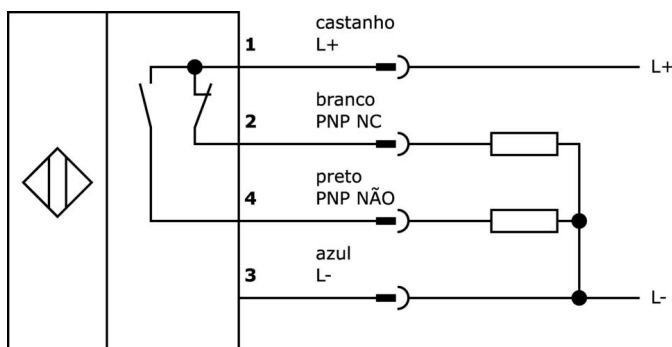 castanho
1 L+
L+
branco
2 PNP NC
preto
4 PNP NÃO
azul
3 L-
L-